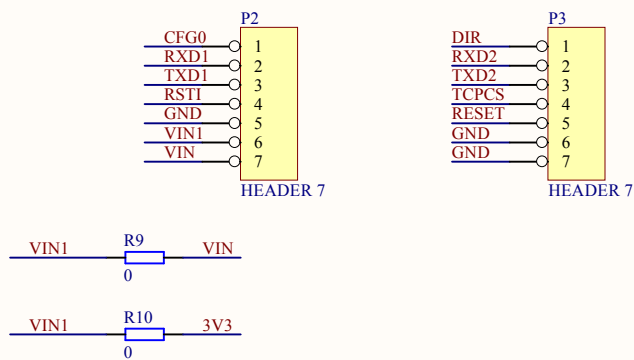 P2
CFG0 1
RXD1 2
TXD1 3
RSTI 4
GND 5
VIN1 6
VIN 7
HEADER 7
P3
DIR 1
RXD2 2
TXD2 3
TCPCS 4
RESET 5
GND 6
GND 7
HEADER 7
VIN1 R9 VIN
0
VIN1 R10 3V3
0